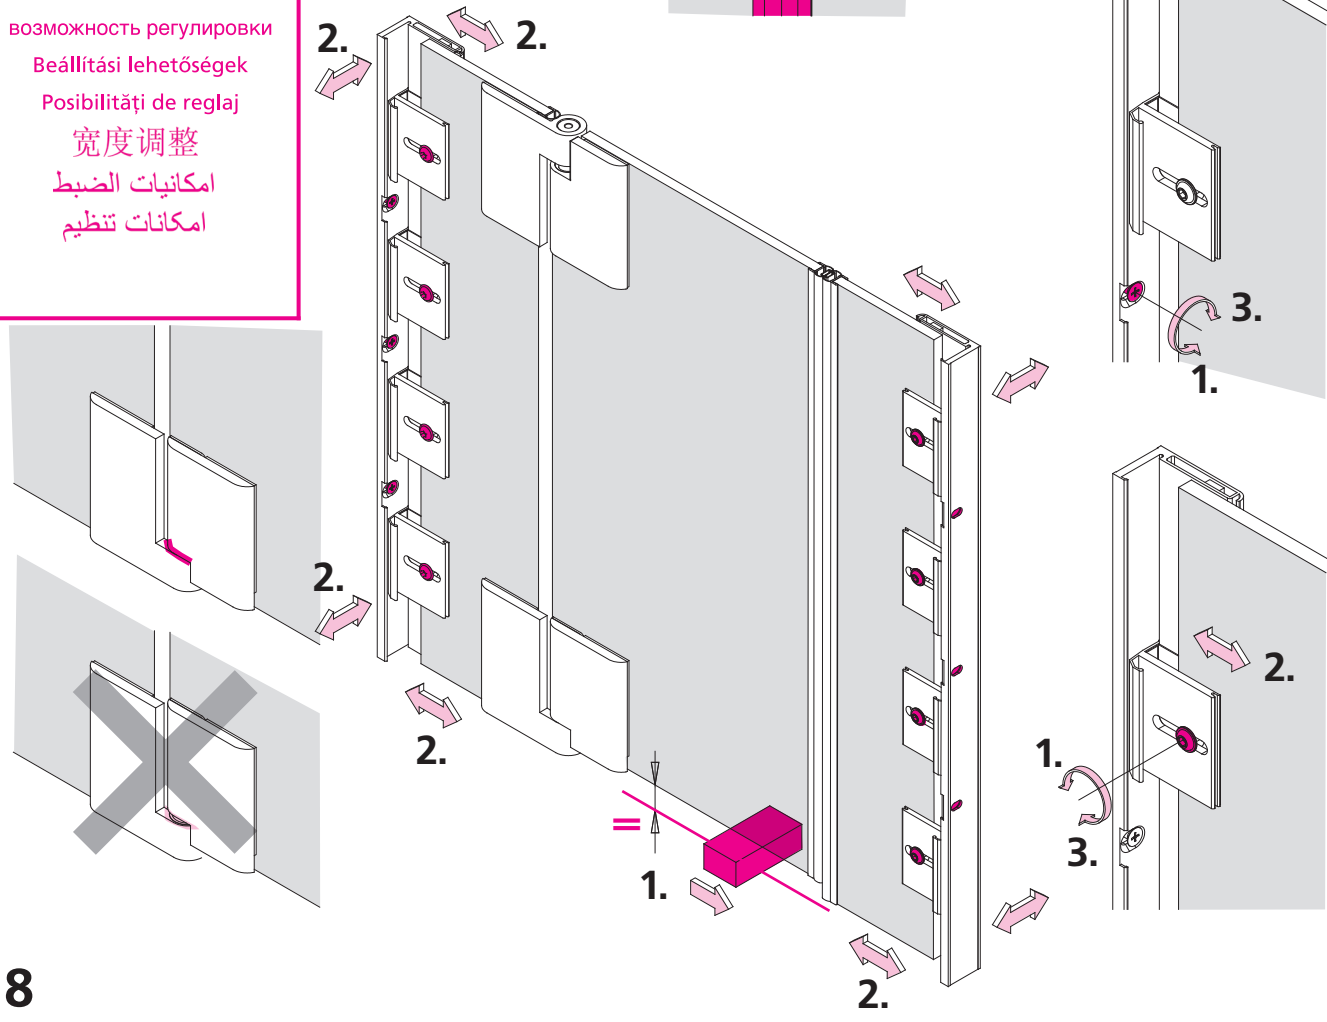 возможность регулировки
Beállítási lehetőségek
Posibilități de reglaj
宽度调整
امكانيات الضبط
امكانات تنظيم
2.
2.
3.
1.
2.
2.
2.
1.
3.
=
1.
2.
8